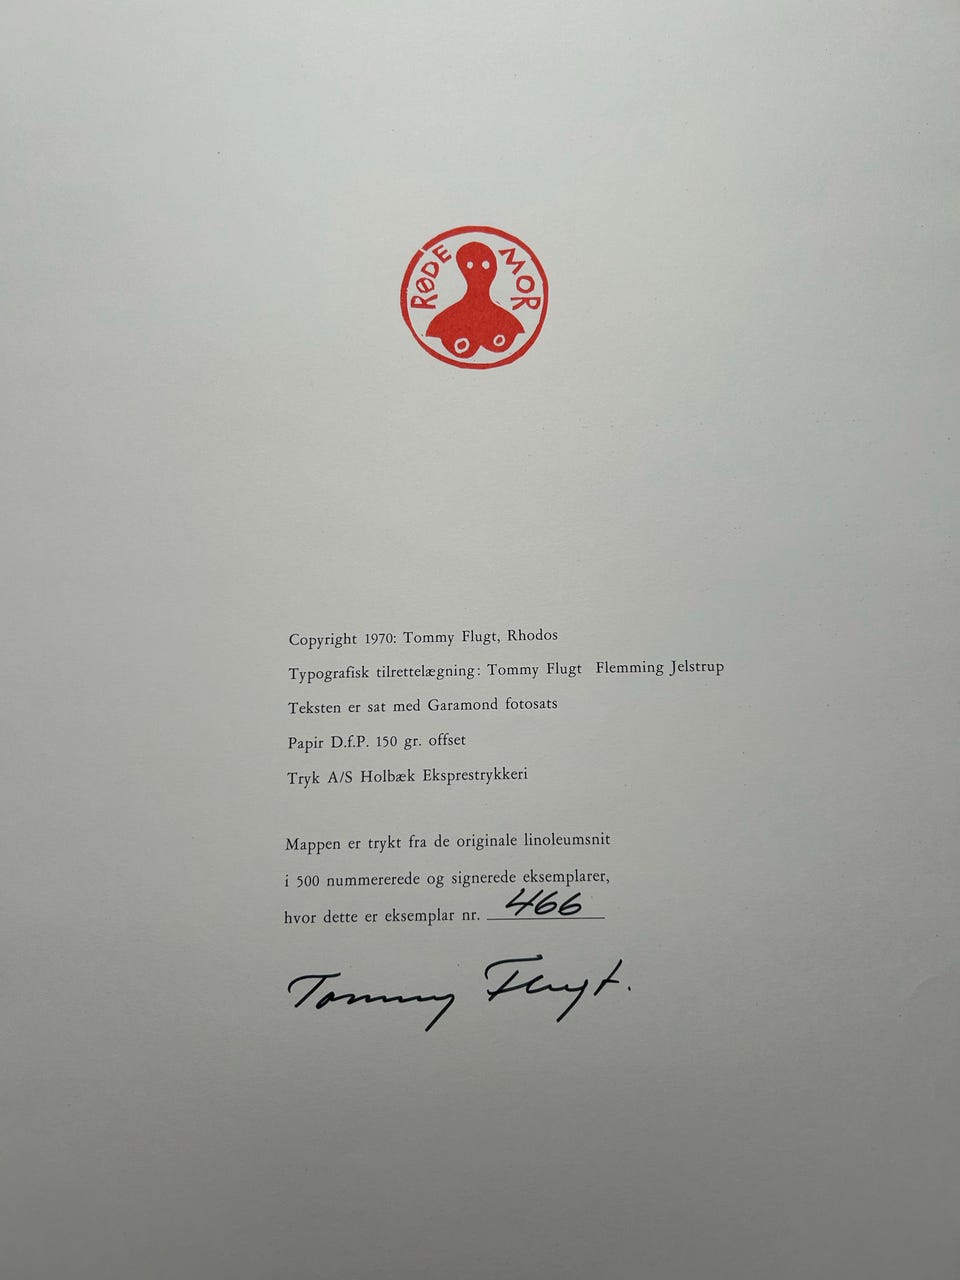 RØDE MOR
Copyright 1970: Tommy Flugt, Rhodos
Typografisk tilrettelægning: Tommy Flugt Flemming Jelstrup
Teksten er sat med Garamond fotosats
Papir D.f.P. 150 gr. offset
Tryk A/S Holbæk Eksprestrykkeri
Mappen er trykt fra de originale linoleumsnit
i 500 nummererede og signerede eksemplarer,
hvor dette er eksemplar nr. 466
Tommy Flugt.